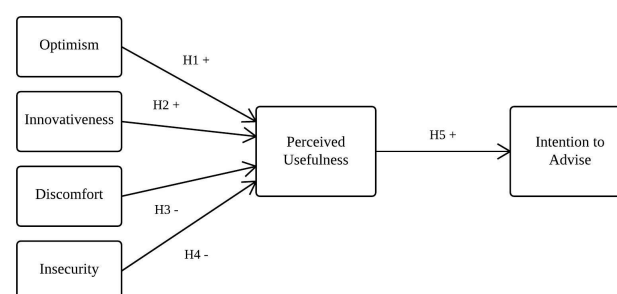 Optimism
H1 +
Innovativeness
H2 +
Perceived
Usefulness
H5 +
Intention to
Advise
Discomfort
H3 -
H4 -
Insecurity